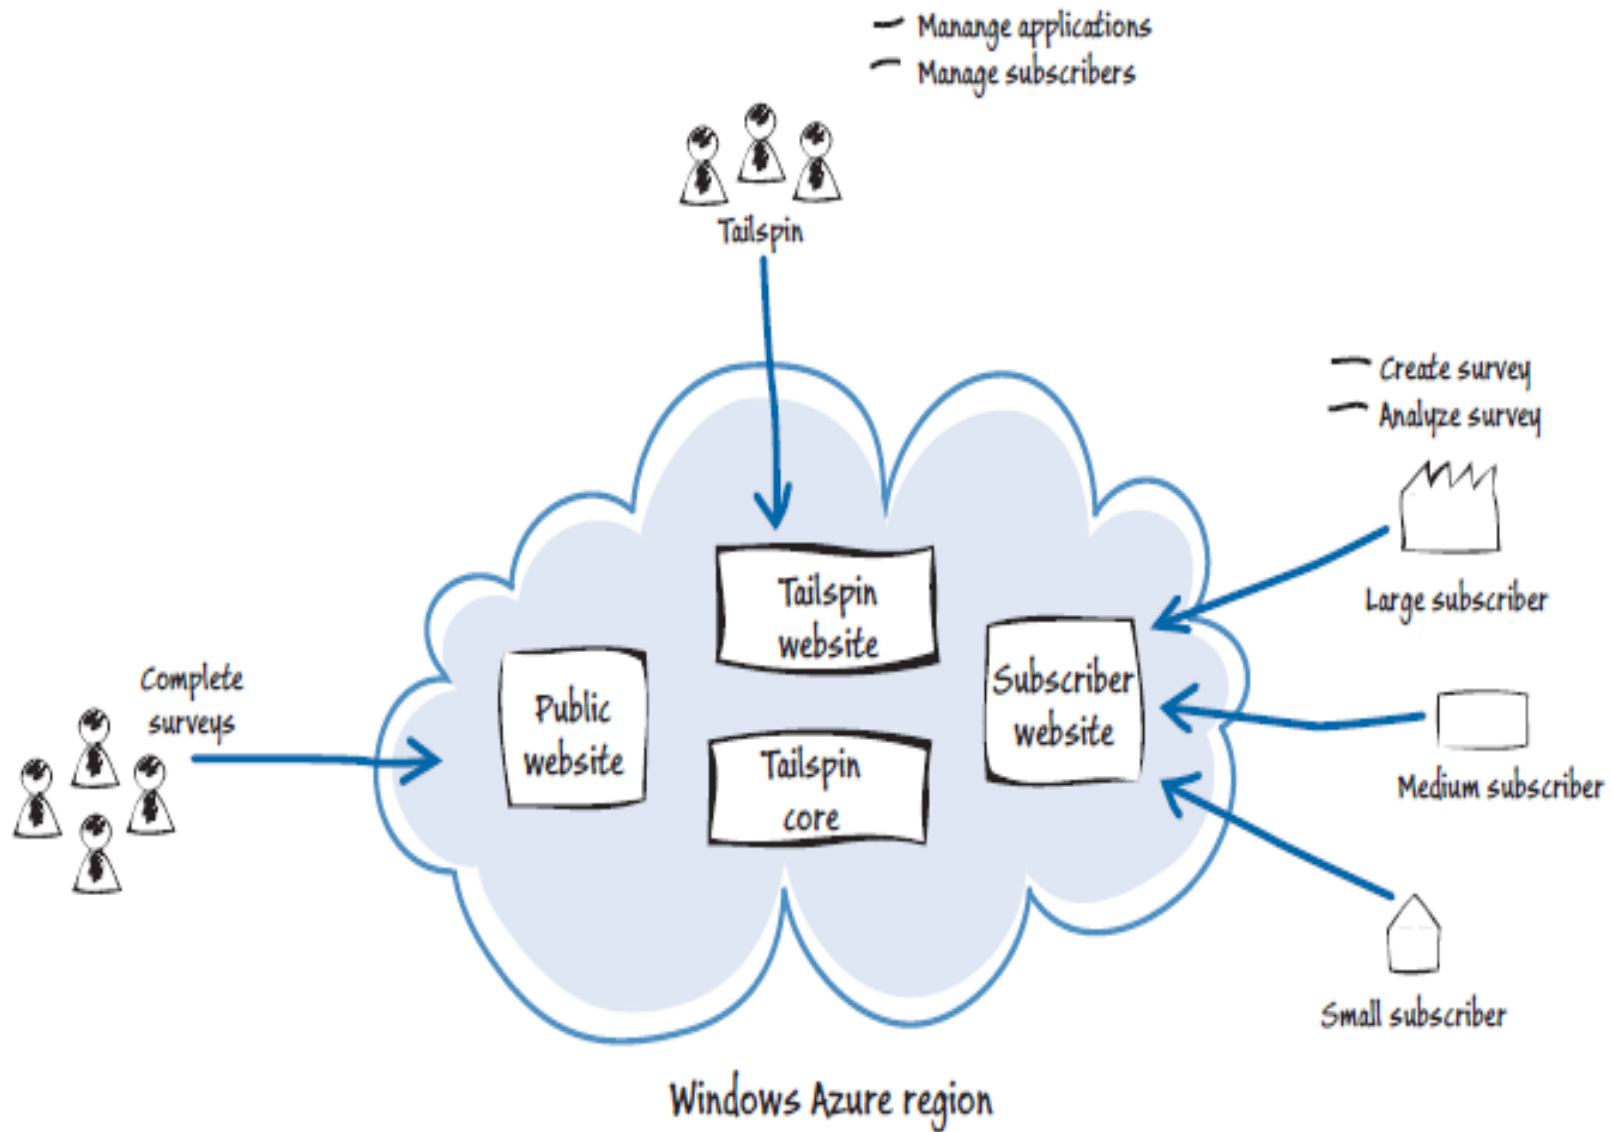 Manange applications
Manage subscribers
Tailspin
Create survey
Analyze survey
Large subscriber
Tailspin
website
Complete
surveys
Public
website
Subscriber
website
Tailspin
core
Medium subscriber
Small subscriber
Windows Azure region